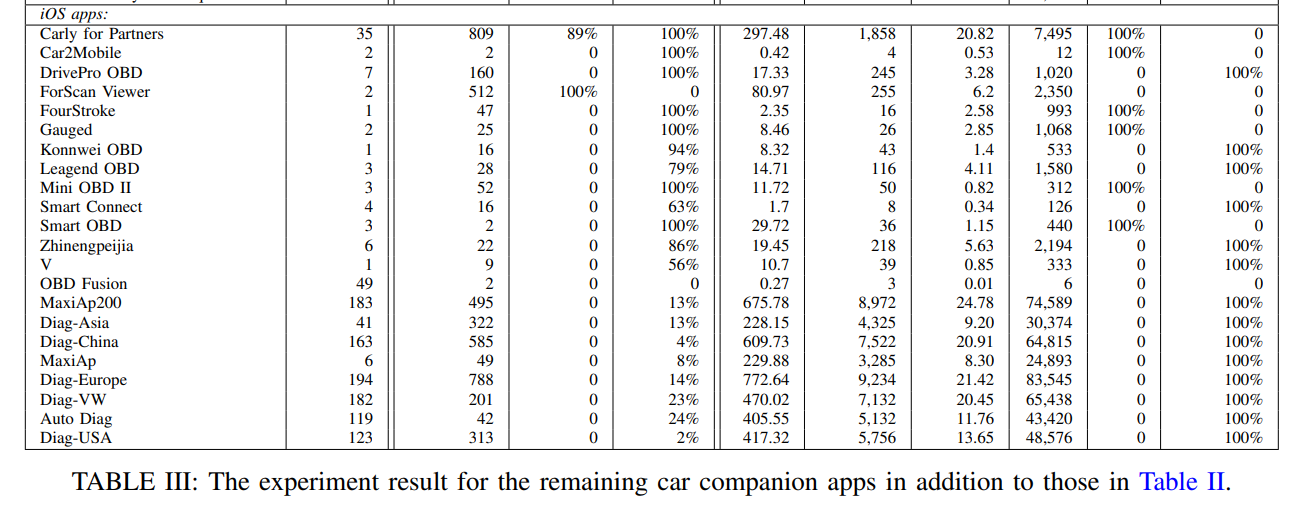 iOS apps:
Carly for Partners 35 809 89% 100% 297.48 1,858 20.82 7,495 100% 0
Car2Mobile 2 2 0 100% 0.42 4 0.53 12 100% 0
DrivePro OBD 7 160 0 100% 17.33 245 3.28 1,020 0 100%
ForScan Viewer 2 512 100% 0 80.97 255 6.2 2,350 0 0
FourStroke 1 47 0 100% 2.35 16 2.58 993 100% 0
Gauged 2 25 0 100% 8.46 26 2.85 1,068 100% 0
Konnwei OBD 1 16 0 94% 8.32 43 1.4 533 0 100%
Leagend OBD 3 28 0 79% 14.71 116 4.11 1,580 0 100%
Mini OBD II 3 52 0 100% 11.72 50 0.82 312 100% 0
Smart Connect 4 16 0 63% 1.7 8 0.34 126 0 100%
Smart OBD 3 2 0 100% 29.72 36 1.15 440 100% 0
Zhinengpeijia 6 22 0 86% 19.45 218 5.63 2,194 0 100%
V 1 9 0 56% 10.7 39 0.85 333 0 100%
OBD Fusion 49 2 0 0 0.27 3 0.01 6 0 0
MaxiAp200 183 495 0 13% 675.78 8,972 24.78 74,589 0 100%
Diag-Asia 41 322 0 13% 228.15 4,325 9.20 30,374 0 100%
Diag-China 163 585 0 4% 609.73 7,522 20.91 64,815 0 100%
MaxiAp 6 49 0 8% 229.88 3,285 8.30 24,893 0 100%
Diag-Europe 194 788 0 14% 772.64 9,234 21.42 83,545 0 100%
Diag-VW 182 201 0 23% 470.02 7,132 20.45 65,438 0 100%
Auto Diag 119 42 0 24% 405.55 5,132 11.76 43,420 0 100%
Diag-USA 123 313 0 2% 417.32 5,756 13.65 48,576 0 100%
TABLE III: The experiment result for the remaining car companion apps in addition to those in Table II.